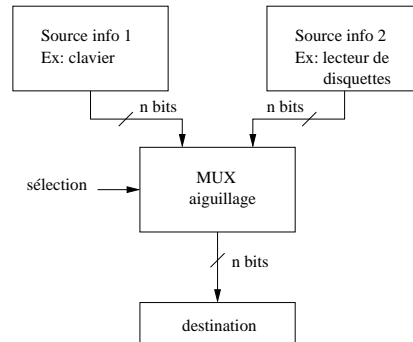 Source info 1
Ex: clavier
Source info 2
Ex: lecteur de
disquettes
n bits
n bits
sélection
MUX
aiguillage
n bits
destination